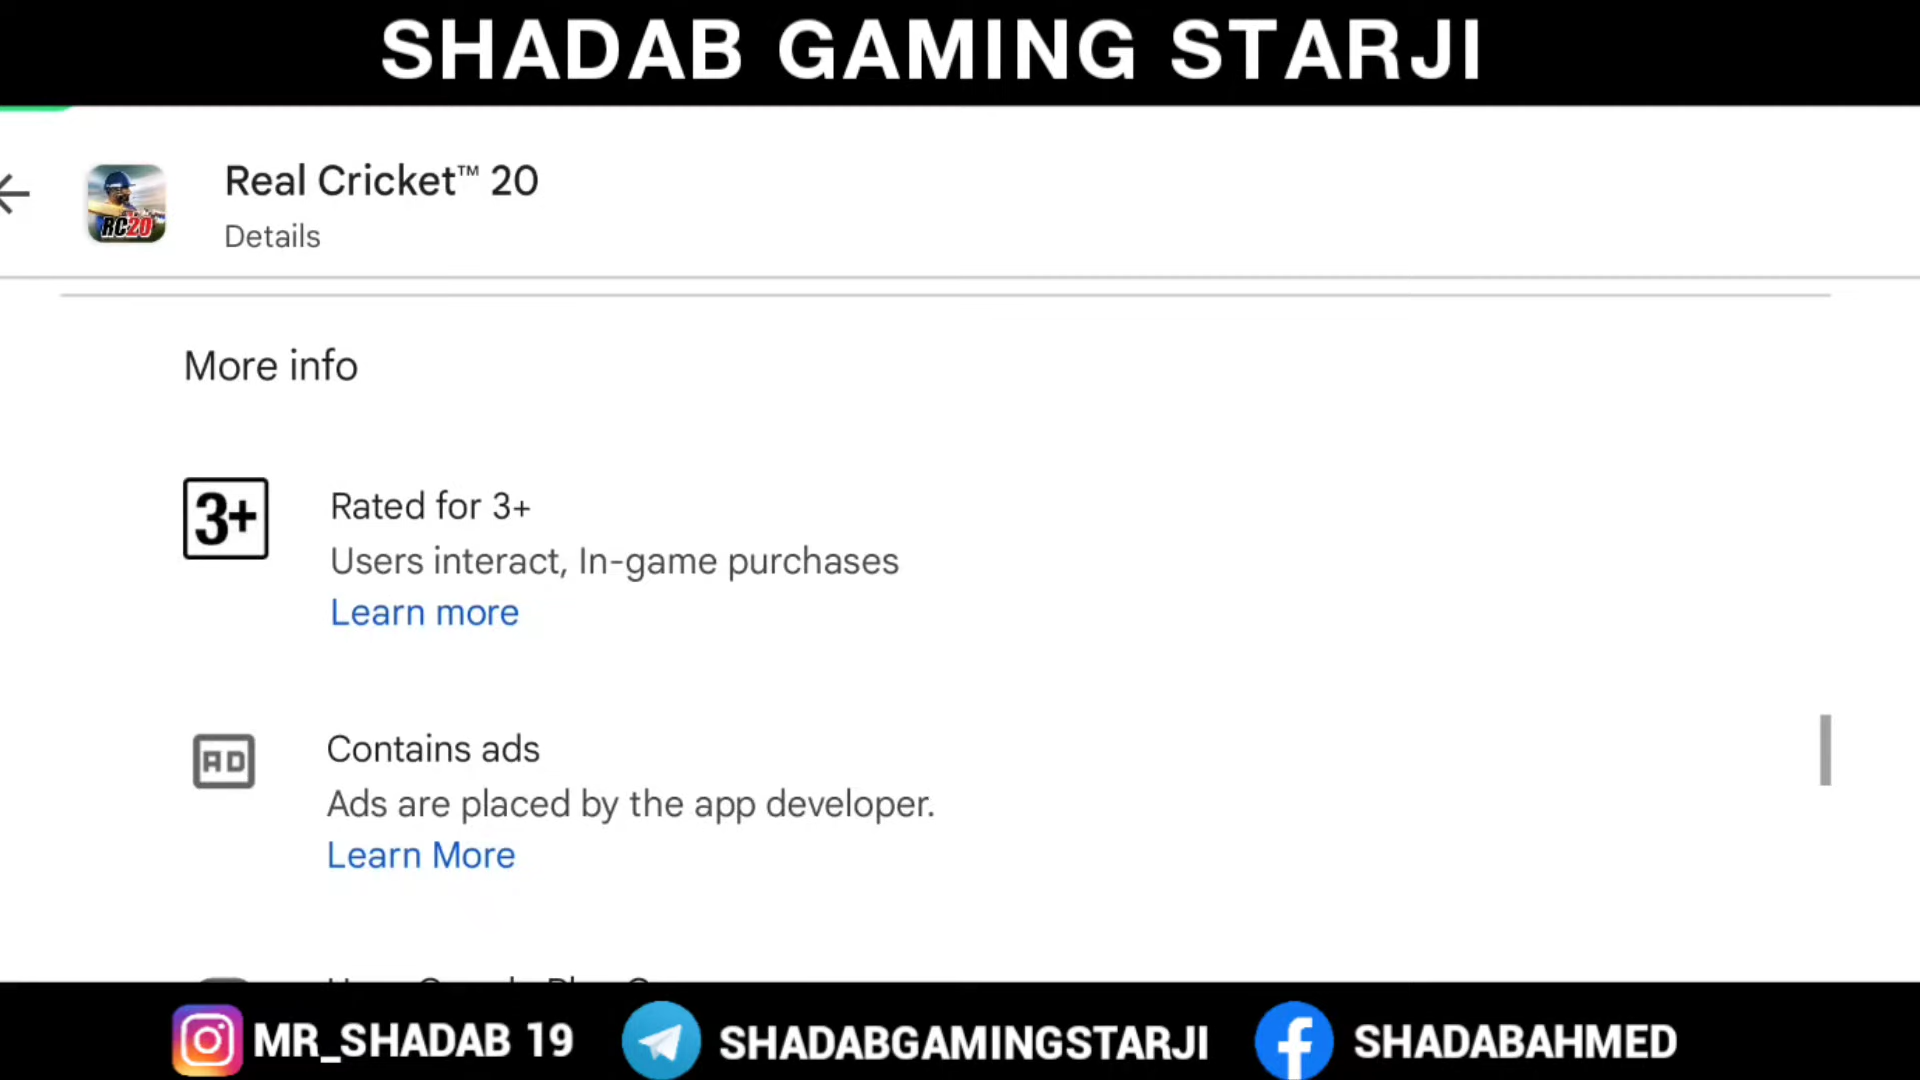 SHADAB GAMING STARJI
Real Cricket™ 20
RC20
Details
More info
3+
Rated for 3+
Users interact, In-game purchases
Learn more
AD
Contains ads
Ads are placed by the app developer.
Learn More
MR_SHADAB 19
SHADABGAMINGSTARJI
SHADABAHMED